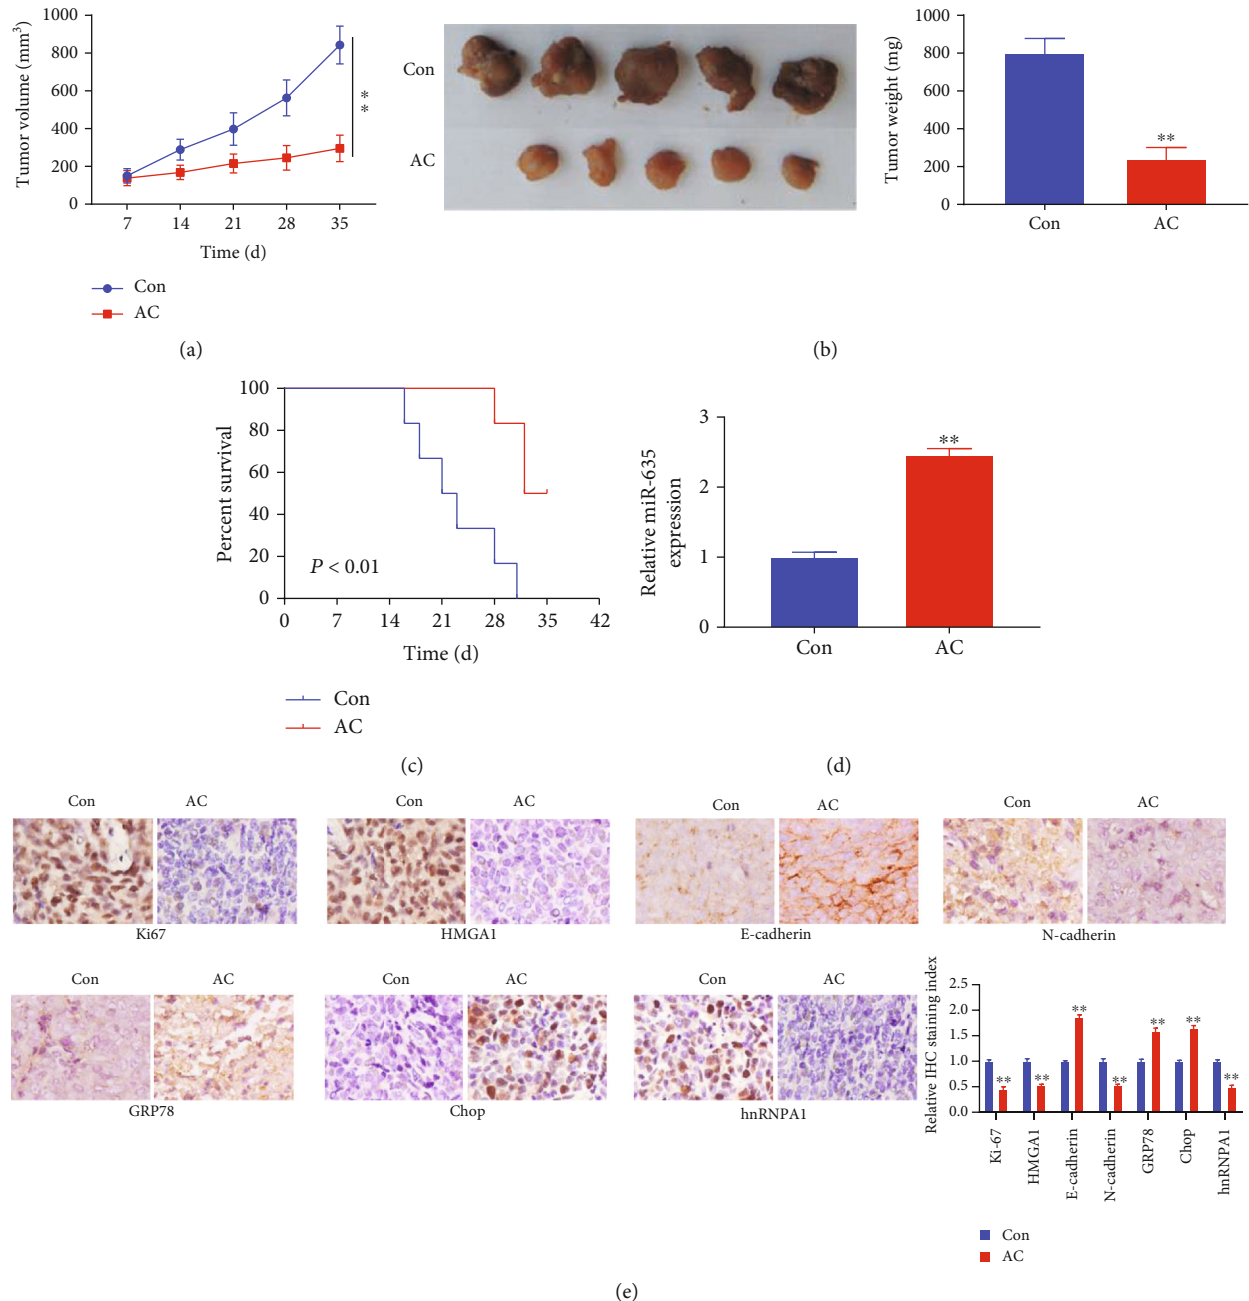 Tumor volume (mm³)
1000
800
600
400
200
0
7 14 21 28 35
Time (d)
**
Con
AC
(a)
Con
AC
Tumor weight (mg)
1000
800
600
400
200
0
**
Con AC
(b)
Percent survival
100
80
60
40
20
0
P < 0.01
0 7 14 21 28 35 42
Time (d)
Con
AC
(c)
Relative miR-635
expression
3
2
1
0
**
Con AC
(d)
Con AC
Ki67
Con AC
HMGA1
Con AC
E-cadherin
Con AC
N-cadherin
Con AC
GRP78
Con AC
Chop
Con AC
hnRNPA1
Relative IHC staining index
2.5
2.0
1.5
1.0
0.5
0.0
** ** ** ** ** ** **
Ki-67
HMGA1
E-cadherin
N-cadherin
GRP78
Chop
hnRNPA1
Con
AC
(e)